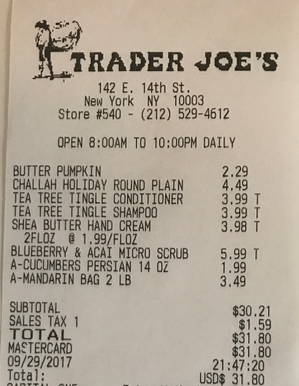 TRADER JOE'S
142 E. 14th St.
New York NY 10003
Store #540 - (212) 529-4612
OPEN 8:00AM TO 10:00PM DAILY
BUTTER PUMPKIN 2.29
CHALLAH HOLIDAY ROUND PLAIN 4.49
TEA TREE TINGLE CONDITIONER 3.99 T
TEA TREE TINGLE SHAMPOO 3.99 T
SHEA BUTTER HAND CREAM 3.98 T
2FLOZ @ 1.99/FLOZ
BLUEBERRY & ACAI MICRO SCRUB 5.99 T
A-CUCUMBERS PERSIAN 14 OZ 1.99
A-MANDARIN BAG 2 LB 3.49
SUBTOTAL $30.21
SALES TAX 1 $1.59
TOTAL $31.80
MASTERCARD $31.80
09/29/2017 21:47:20
Total: USD$ 31.80